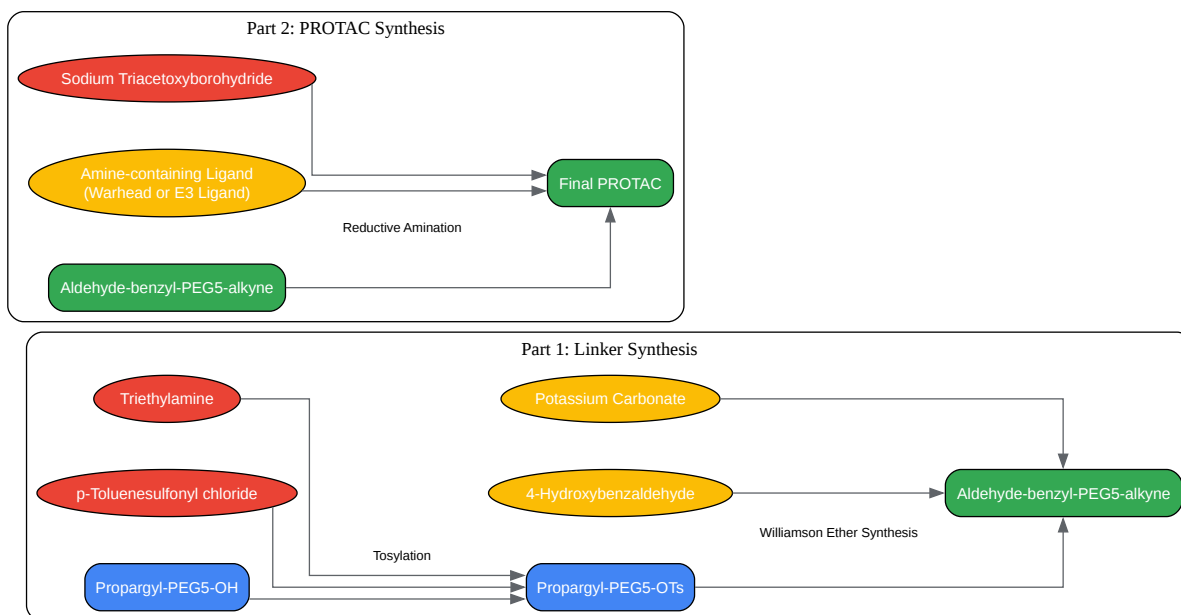 Part 2: PROTAC Synthesis
Sodium Triacetoxyborohydride
Amine-containing Ligand
(Warhead or E3 Ligand)
Final PROTAC
Reductive Amination
Aldehyde-benzyl-PEG5-alkyne
Part 1: Linker Synthesis
Triethylamine
Potassium Carbonate
p-Toluenesulfonyl chloride
4-Hydroxybenzaldehyde
Aldehyde-benzyl-PEG5-alkyne
Williamson Ether Synthesis
Tosylation
Propargyl-PEG5-OH
Propargyl-PEG5-OTs